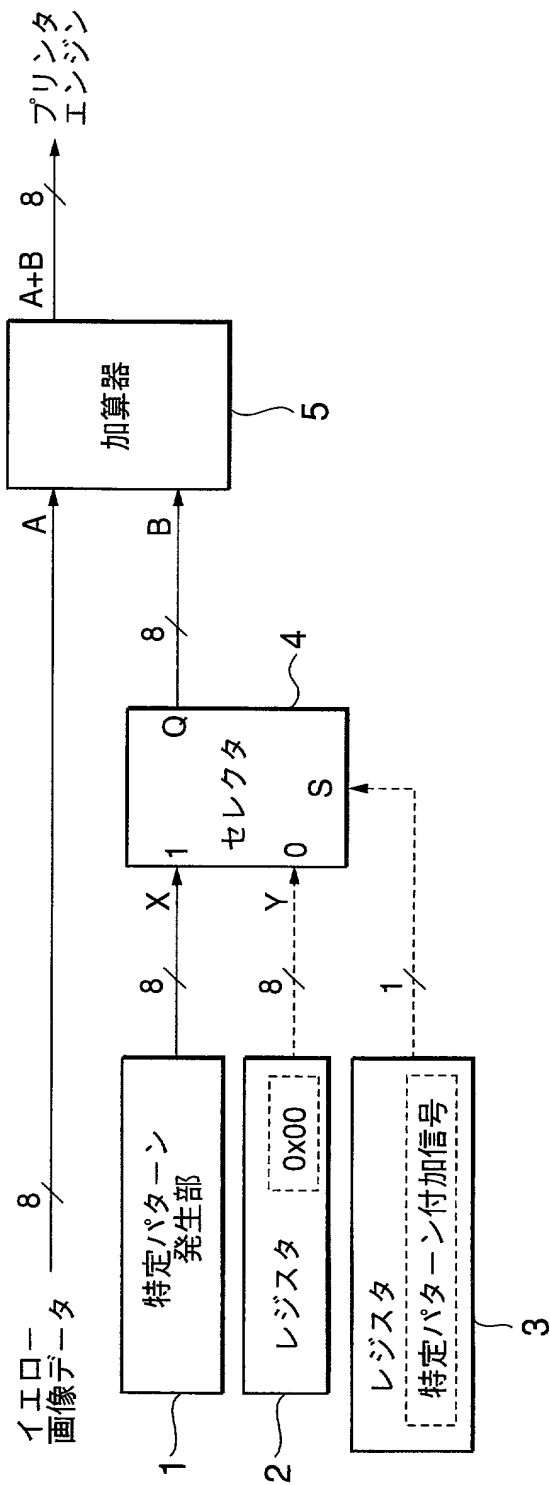 イエロー
画像データ
8
A
加算器
5
A+B
8
プリンタ
エンジン
特定パターン
発生部
1
8
X
1
Q
セレクタ
0
S
4
8
B
レジスタ
0x00
2
8
Y
レジスタ
特定パターン付加信号
3
1